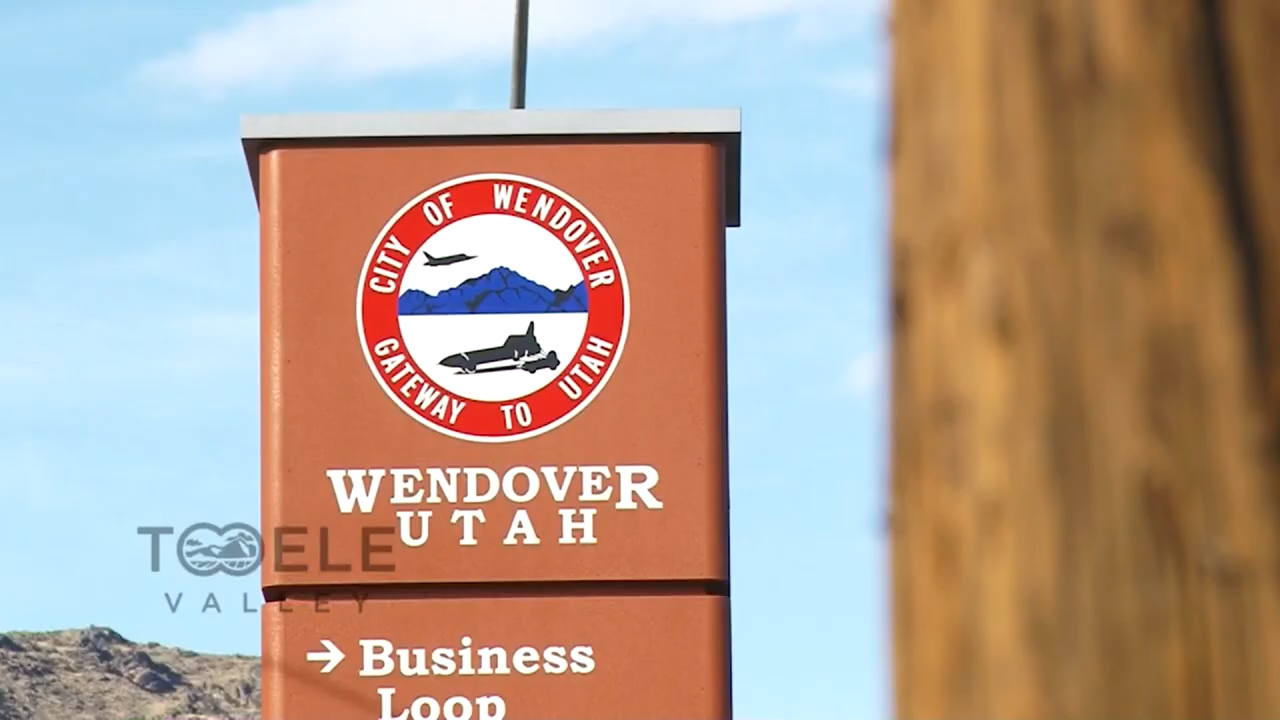 CITY OF WENDOVER
GATEWAY TO UTAH
WENDOVER
UTAH
TOOELE
VALLEY
→ Business
Loop